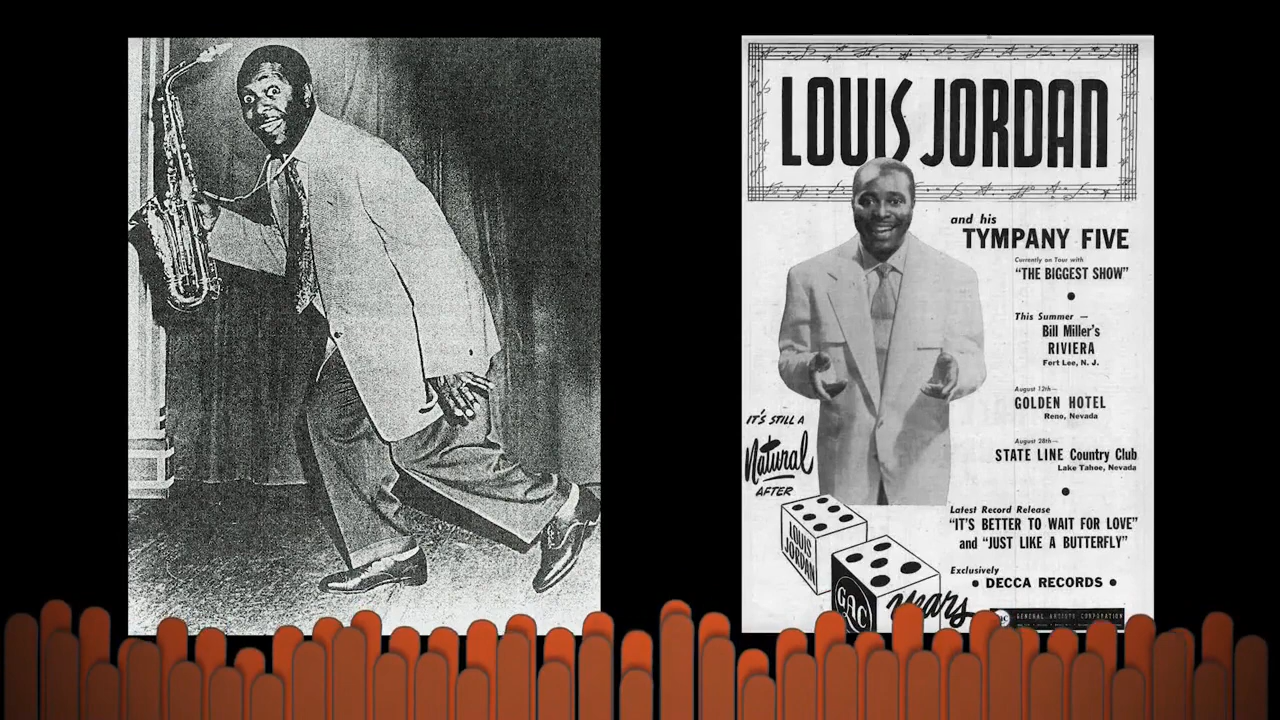 LOUIS JORDAN
and his
TYMPANY FIVE
Currently on Tour with
"THE BIGGEST SHOW"
This Summer —
Bill Miller's
RIVIERA
Fort Lee, N. J.
August 12th—
GOLDEN HOTEL
Reno, Nevada
August 28th—
STATE LINE Country Club
Lake Tahoe, Nevada
IT'S STILL A
Natural
AFTER
LOUIS
JORDAN
GAC
years
Latest Record Release
"IT'S BETTER TO WAIT FOR LOVE"
and "JUST LIKE A BUTTERFLY"
Exclusively
• DECCA RECORDS •
GENERAL ARTISTS CORPORATION